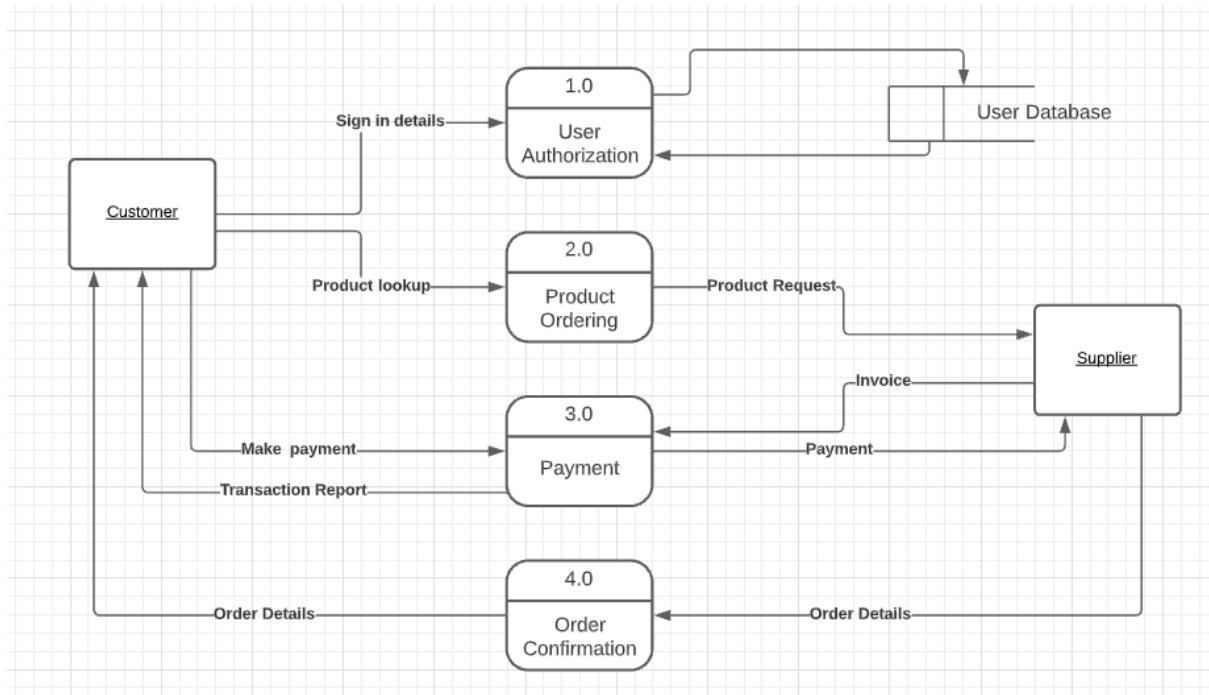 1.0
User
Authorization
User Database
Sign in details
Customer
2.0
Product
Ordering
Product lookup
Product Request
Supplier
Invoice
3.0
Payment
Make  payment
Payment
Transaction Report
4.0
Order
Confirmation
Order Details
Order Details